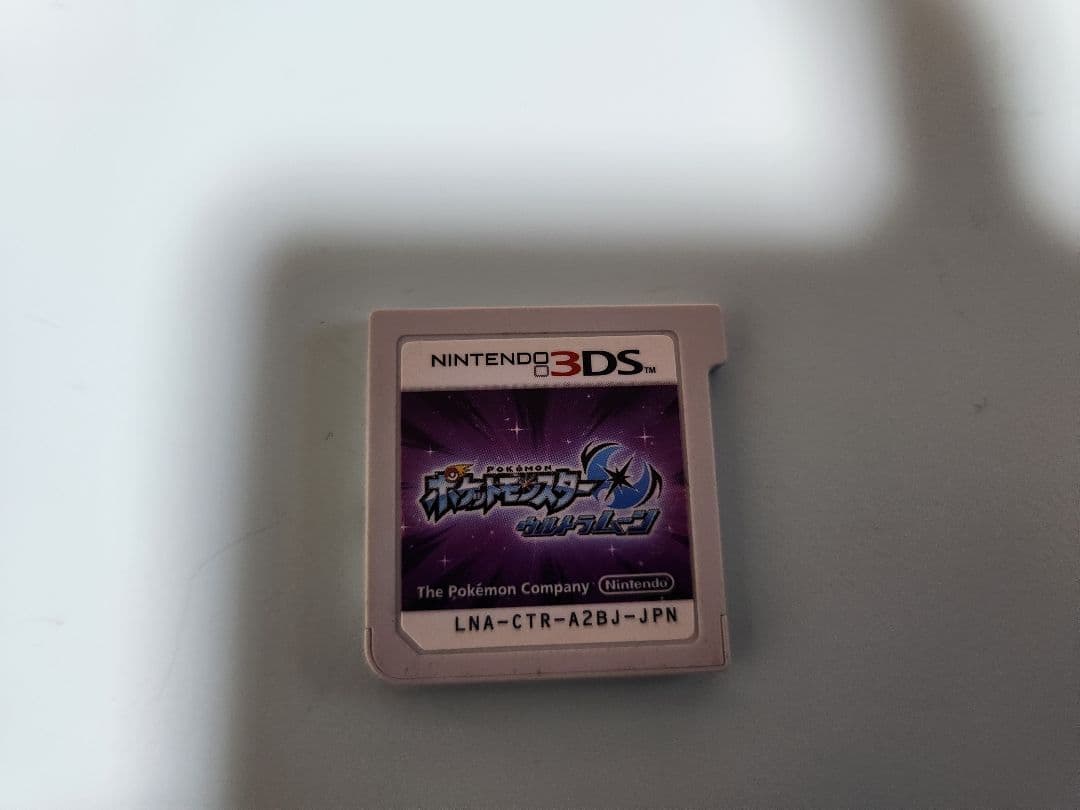 NINTENDO 3DS™
POKéMON
ポケットモンスター
ウルトラムーン
The Pokémon Company Nintendo
LNA-CTR-A2BJ-JPN